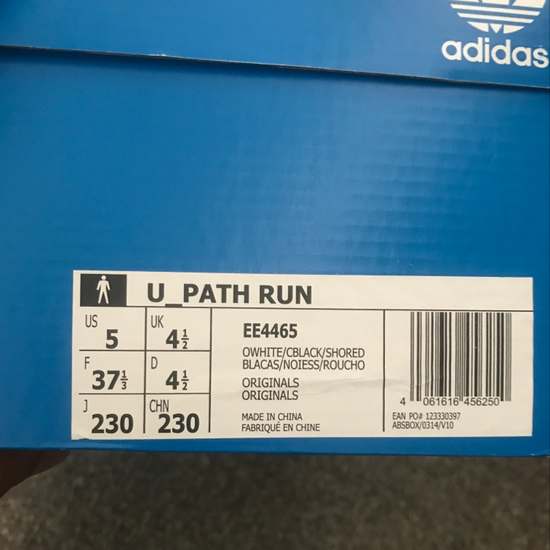 adidas
U_PATH RUN
US 5
UK 4½
F 37⅓
D 4½
J 230
CHN 230
EE4465
OWHITE/CBLACK/SHORED
BLACAS/NOIESS/ROUCHO
ORIGINALS
ORIGINALS
MADE IN CHINA
FABRIQUÉ EN CHINE
4 061616 456250
EAN PO# 123330397
ABSBOX/0314/V10